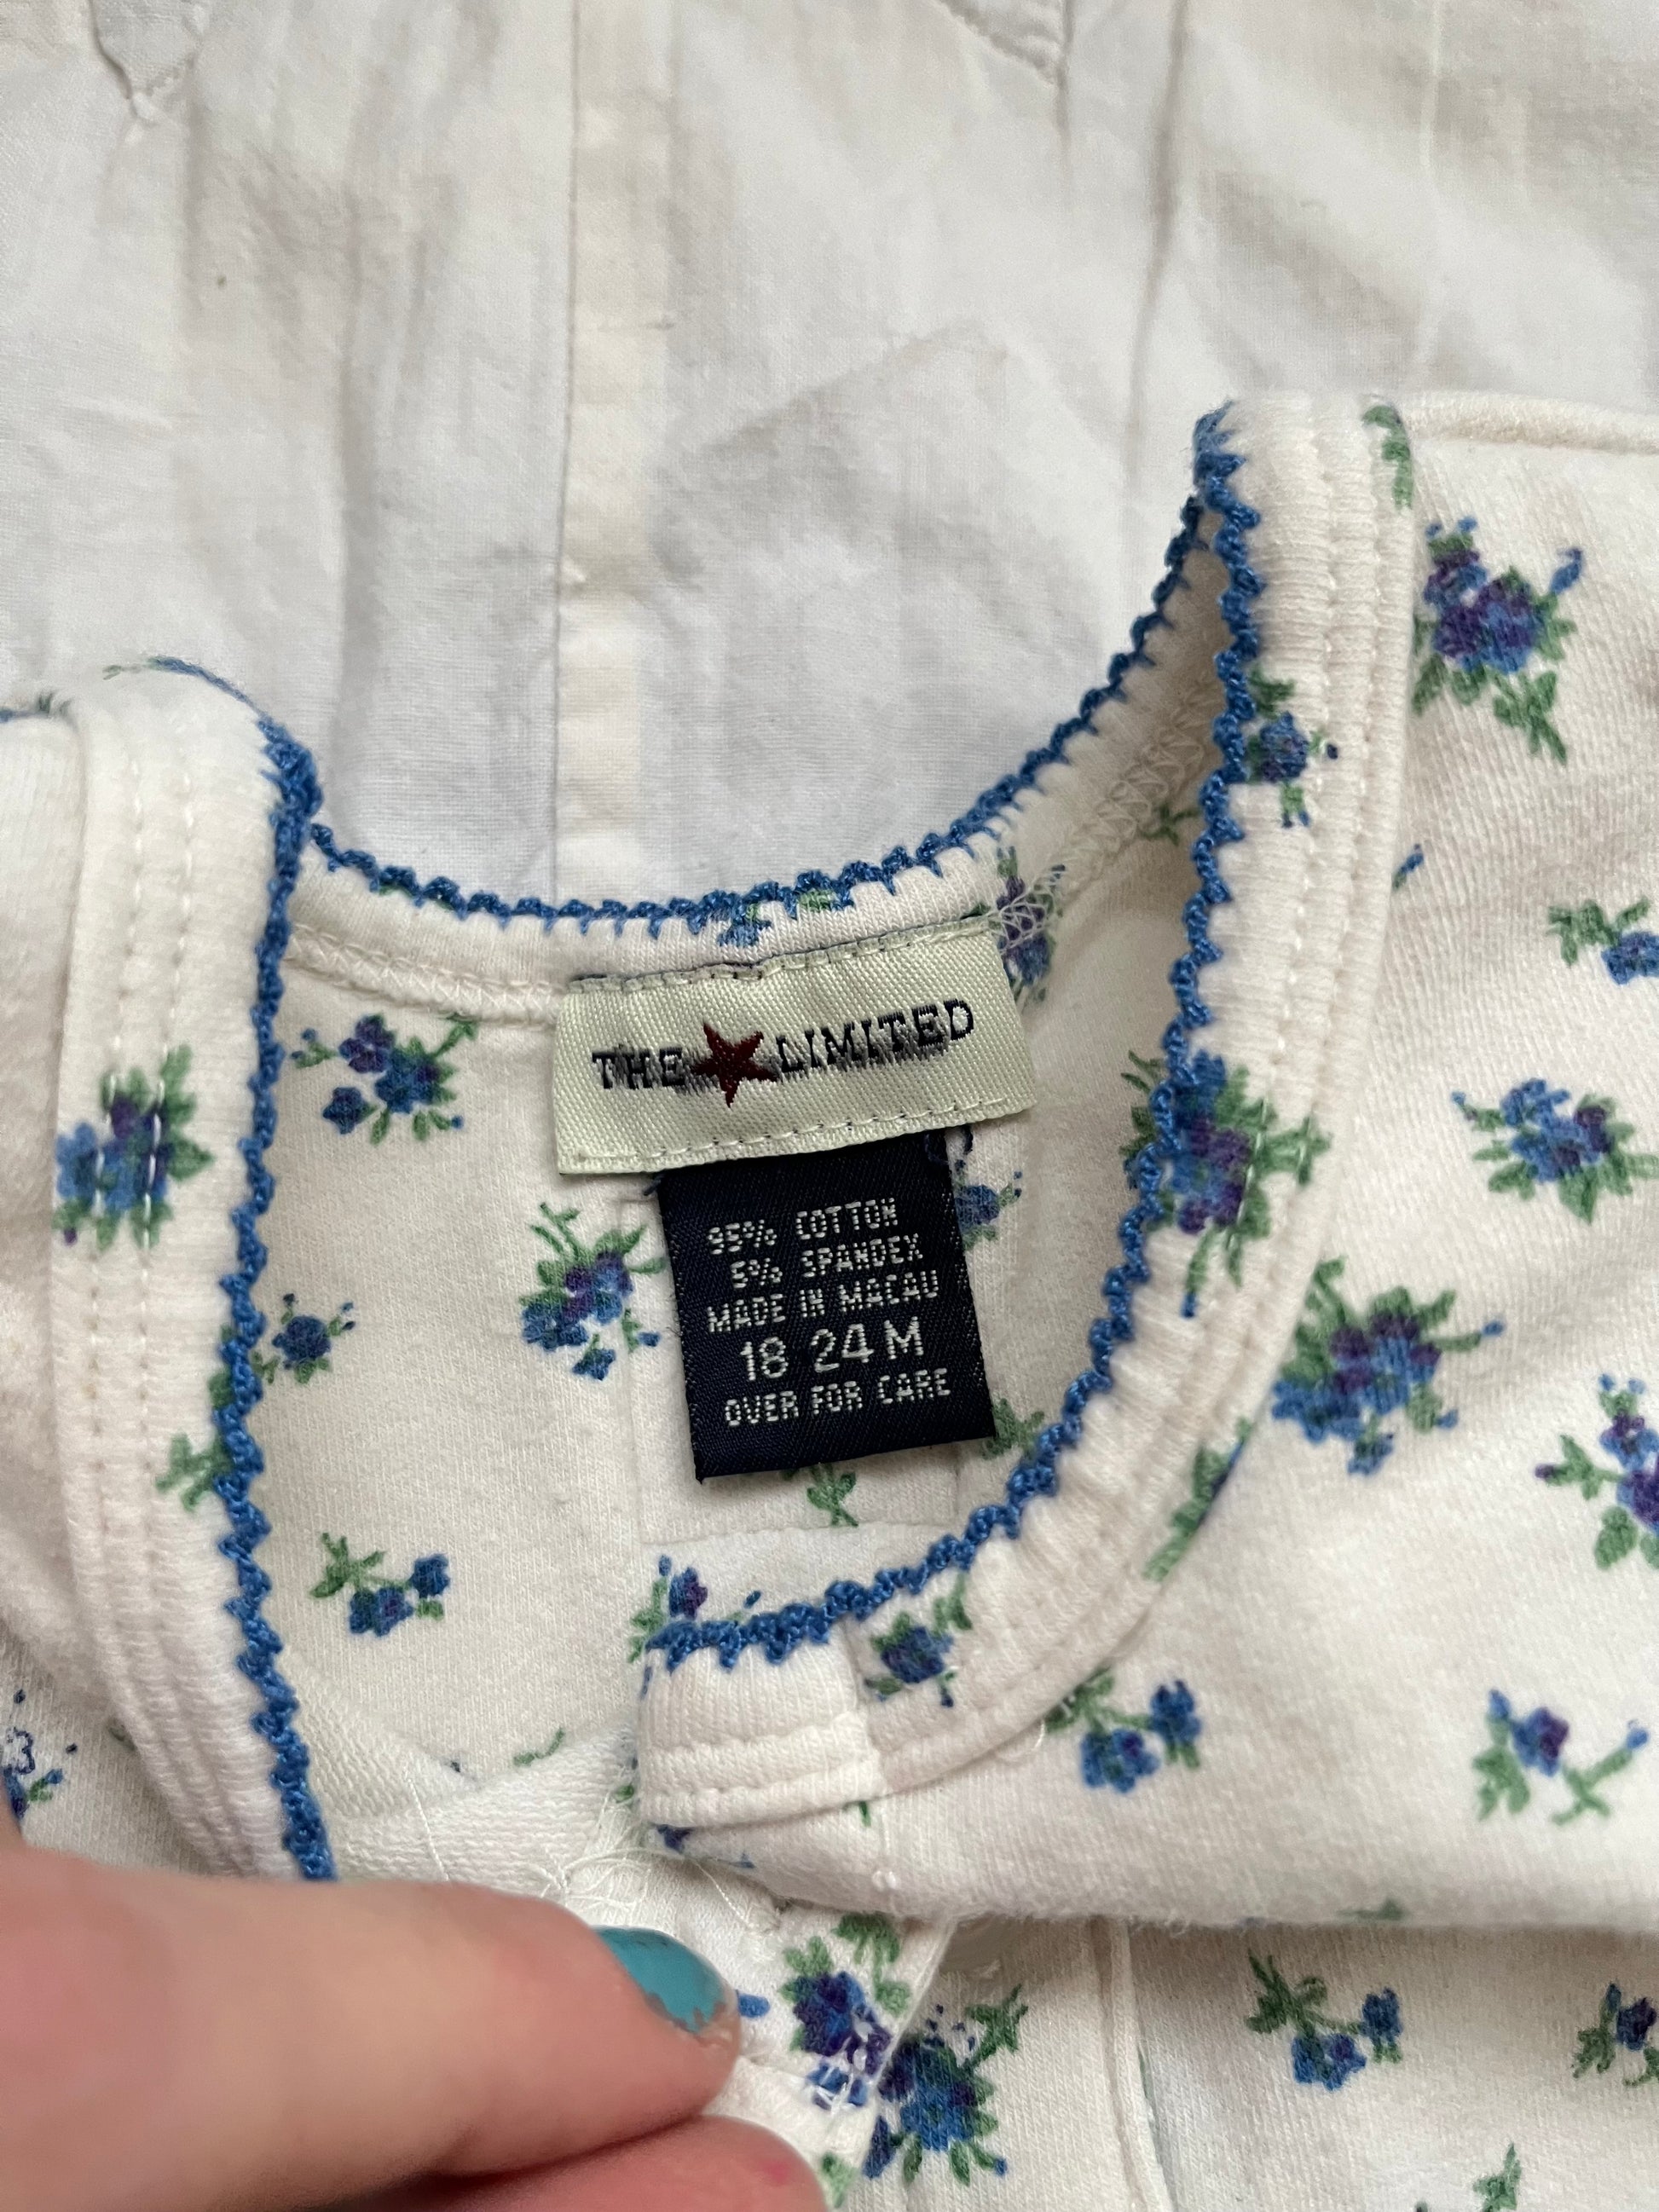 THE LIMITED
95% COTTON
5% SPANDEX
MADE IN MACAU
18 24 M
OVER FOR CARE